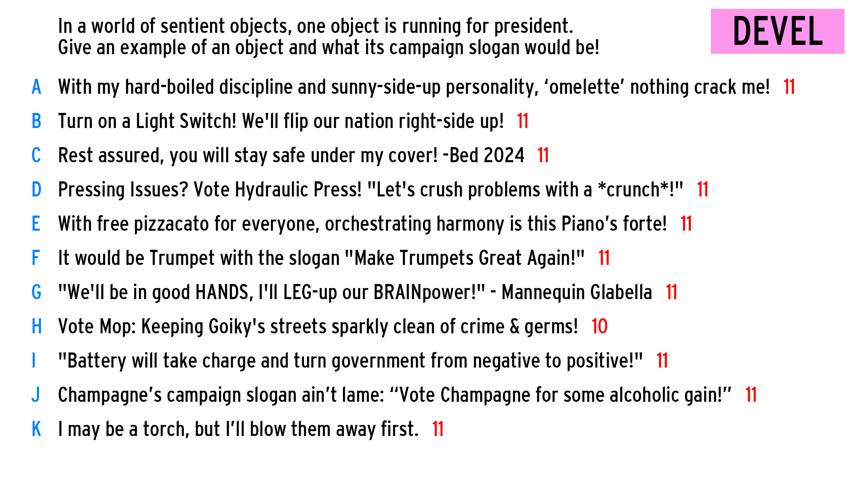 In a world of sentient objects, one object is running for president.
Give an example of an object and what its campaign slogan would be!
DEVEL
A With my hard-boiled discipline and sunny-side-up personality, ‘omelette’ nothing crack me! 11
B Turn on a Light Switch! We'll flip our nation right-side up! 11
C Rest assured, you will stay safe under my cover! -Bed 2024 11
D Pressing Issues? Vote Hydraulic Press! "Let's crush problems with a *crunch*!" 11
E With free pizzacato for everyone, orchestrating harmony is this Piano’s forte! 11
F It would be Trumpet with the slogan "Make Trumpets Great Again!" 11
G "We'll be in good HANDS, I'll LEG-up our BRAINpower!" - Mannequin Glabella 11
H Vote Mop: Keeping Goiky's streets sparkly clean of crime & germs! 10
I "Battery will take charge and turn government from negative to positive!" 11
J Champagne’s campaign slogan ain’t lame: “Vote Champagne for some alcoholic gain!” 11
K I may be a torch, but I’ll blow them away first. 11